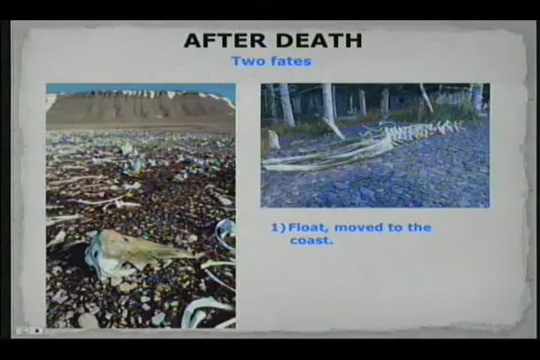 AFTER DEATH
Two fates
1) Float, moved to the
coast.